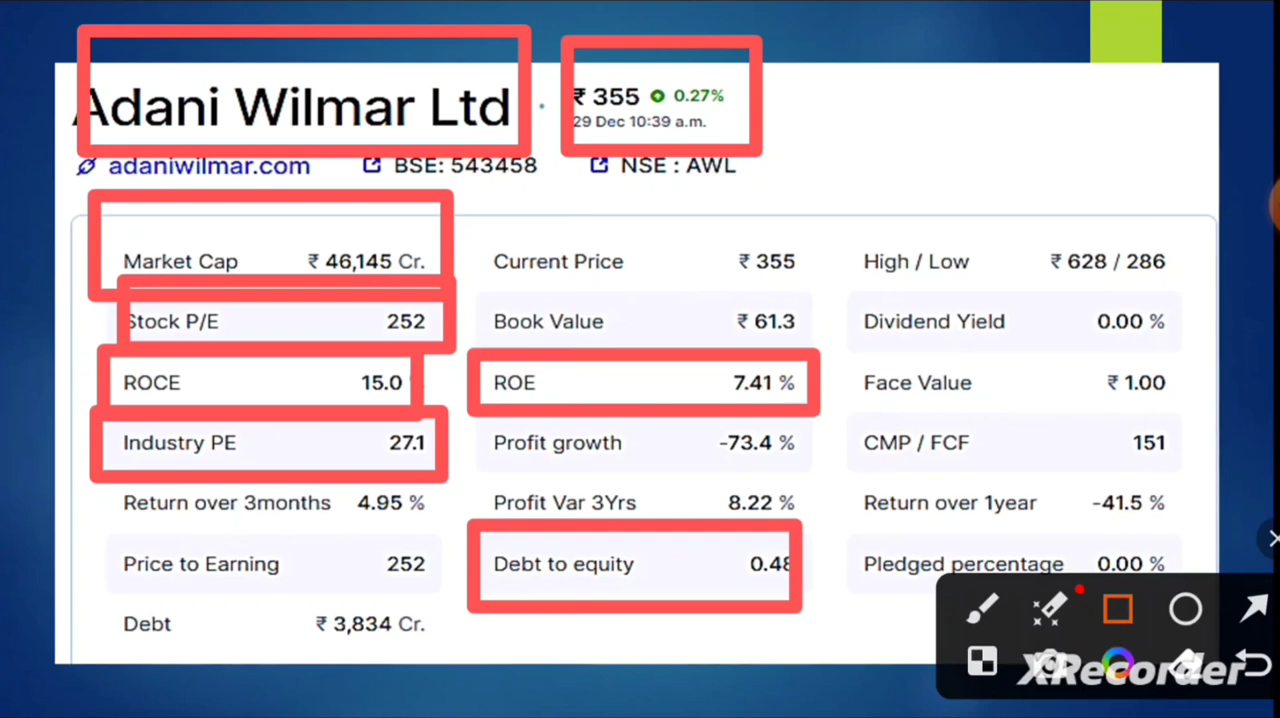 Adani Wilmar Ltd
₹ 355 0.27%
29 Dec 10:39 a.m.
adaniwilmar.com BSE: 543458 NSE : AWL
Market Cap ₹ 46,145 Cr. Current Price ₹ 355 High / Low ₹ 628 / 286
Stock P/E 252 Book Value ₹ 61.3 Dividend Yield 0.00 %
ROCE 15.0 ROE 7.41 % Face Value ₹ 1.00
Industry PE 27.1 Profit growth -73.4 % CMP / FCF 151
Return over 3months 4.95 % Profit Var 3Yrs 8.22 % Return over 1year -41.5 %
Price to Earning 252 Debt to equity 0.48 Pledged percentage 0.00 %
Debt ₹ 3,834 Cr.
XRecorder